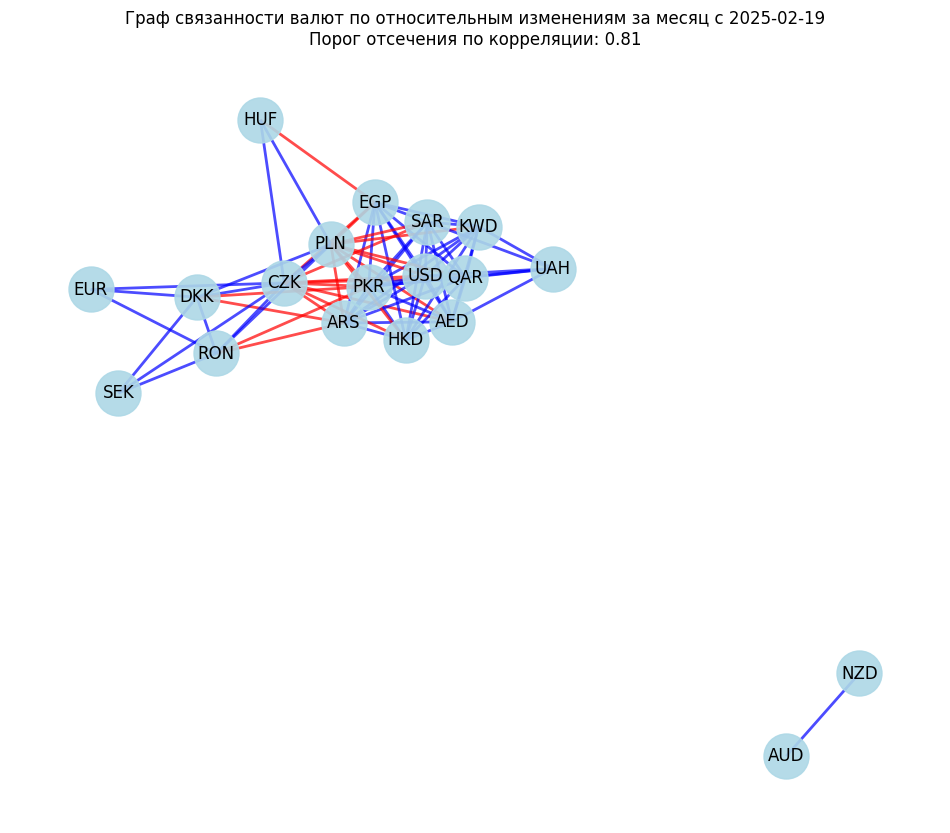 Граф связанности валют по относительным изменениям за месяц с 2025-02-19
Порог отсечения по корреляции: 0.81
HUF
EGP
SAR
KWD
PLN
UAH
USD
QAR
CZK
PKR
EUR
DKK
ARS
AED
HKD
RON
SEK
NZD
AUD